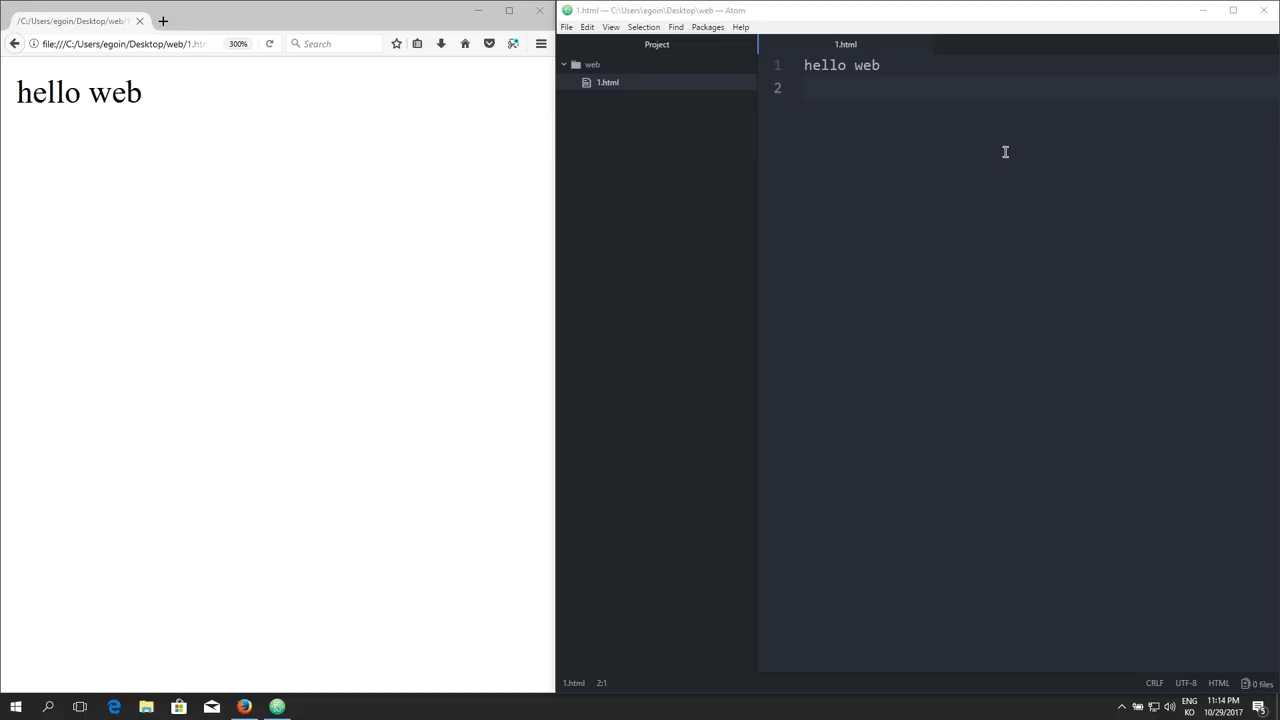 /C:/Users/egoin/Desktop/web/1
file:///C:/Users/egoin/Desktop/web/1.htm
300%
Search
hello web
1.html — C:\Users\egoin\Desktop\web — Atom
File Edit View Selection Find Packages Help
Project
web
1.html
1.html
1 hello web
2
1.html 2:1
CRLF UTF-8 HTML 0 files
ENG
KO
11:14 PM
10/29/2017
5